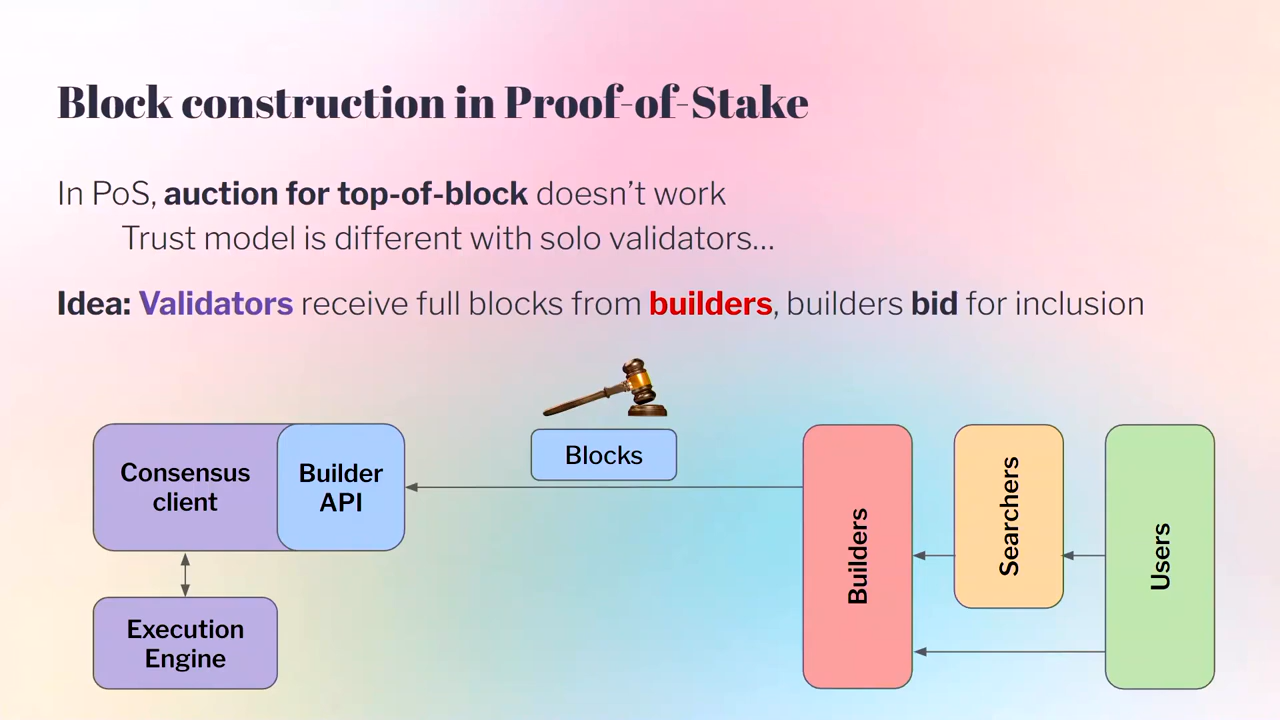 Block construction in Proof-of-Stake
In PoS, auction for top-of-block doesn’t work
Trust model is different with solo validators...
Idea: Validators receive full blocks from builders, builders bid for inclusion
Blocks
Consensus
client
Builder
API
Execution
Engine
Builders
Searchers
Users